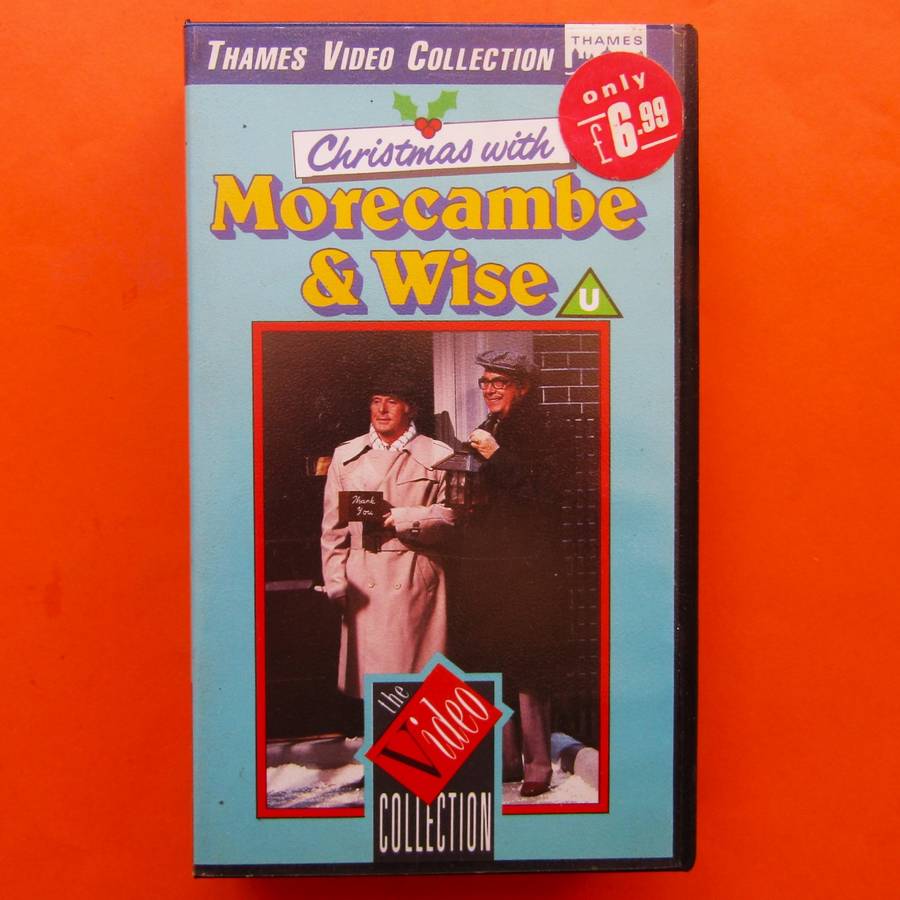 THAMES VIDEO COLLECTION
THAMES
only
£6.99
Christmas with
Morecambe
& Wise
U
Thank
You
the
Video
COLLECTION